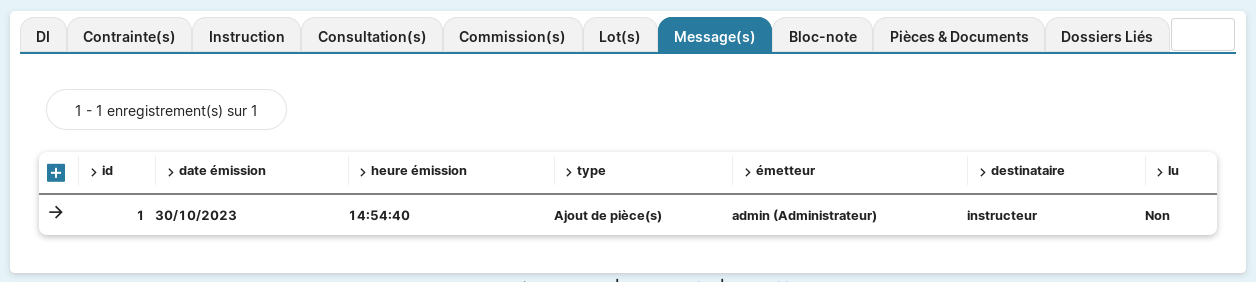 DI Contrainte(s) Instruction Consultation(s) Commission(s) Lot(s) Message(s) Bloc-note Pièces & Documents Dossiers Liés
1 - 1 enregistrement(s) sur 1
id date émission heure émission type émetteur destinataire lu
1 30/10/2023 14:54:40 Ajout de pièce(s) admin (Administrateur) instructeur Non